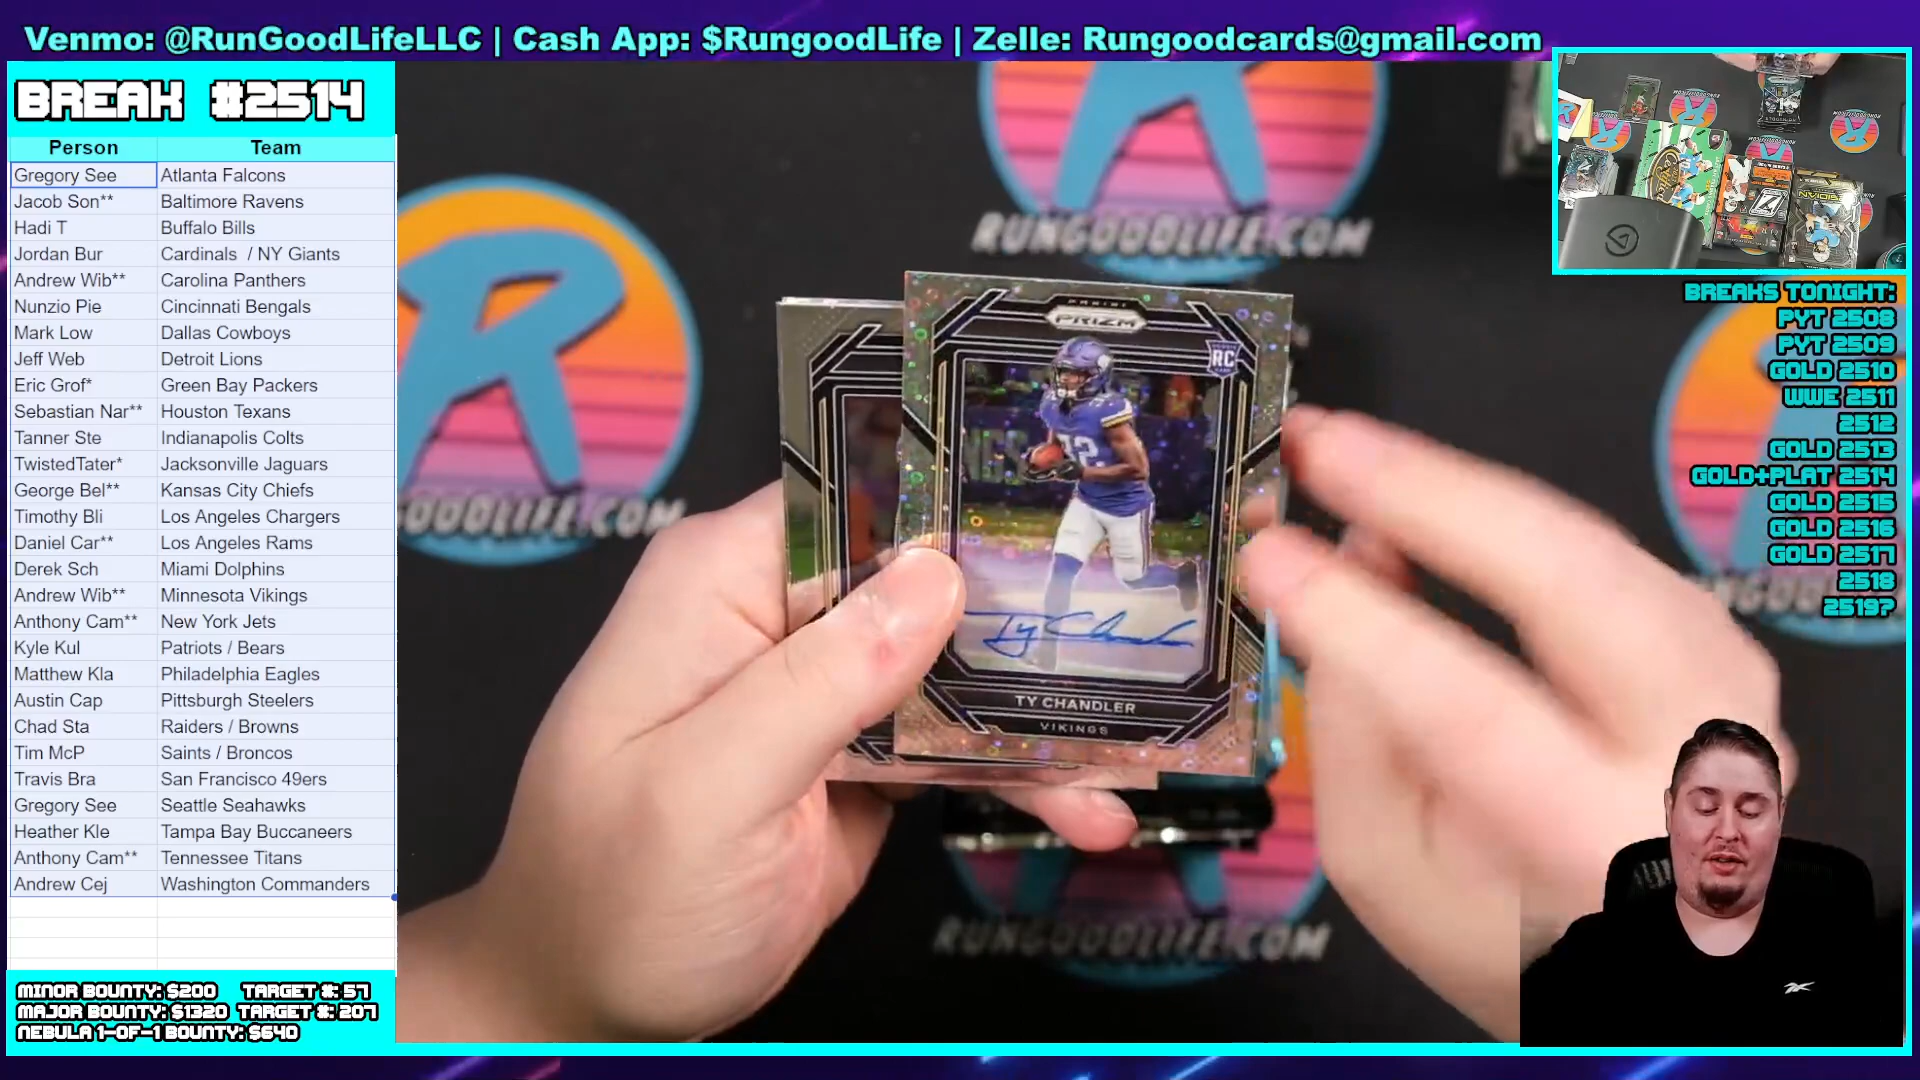 Venmo: @RunGoodLifeLLC | Cash App: $RungoodLife | Zelle: Rungoodcards@gmail.com
BREAK #2514
Person Team
Gregory See Atlanta Falcons
Jacob Son** Baltimore Ravens
Hadi T Buffalo Bills
Jordan Bur Cardinals / NY Giants
Andrew Wib** Carolina Panthers
Nunzio Pie Cincinnati Bengals
Mark Low Dallas Cowboys
Jeff Web Detroit Lions
Eric Grof* Green Bay Packers
Sebastian Nar** Houston Texans
Tanner Ste Indianapolis Colts
TwistedTater* Jacksonville Jaguars
George Bel** Kansas City Chiefs
Timothy Bli Los Angeles Chargers
Daniel Car** Los Angeles Rams
Derek Sch Miami Dolphins
Andrew Wib** Minnesota Vikings
Anthony Cam** New York Jets
Kyle Kul Patriots / Bears
Matthew Kla Philadelphia Eagles
Austin Cap Pittsburgh Steelers
Chad Sta Raiders / Browns
Tim McP Saints / Broncos
Travis Bra San Francisco 49ers
Gregory See Seattle Seahawks
Heather Kle Tampa Bay Buccaneers
Anthony Cam** Tennessee Titans
Andrew Cej Washington Commanders
MINOR BOUNTY: $200 TARGET #: 57
MAJOR BOUNTY: $1320 TARGET #: 207
NEBULA 1-OF-1 BOUNTY: $640
RUNGOODLIFE.COM
GOODLIFE.COM
PANINI
PRIZM
RC
32
Ty Chandler
TY CHANDLER
VIKINGS
RUNGOODLIFE.COM
BREAKS TONIGHT:
PYT 2508
PYT 2509
GOLD 2510
WWE 2511
2512
GOLD 2513
GOLD+PLAT 2514
GOLD 2515
GOLD 2516
GOLD 2517
2518
2519?